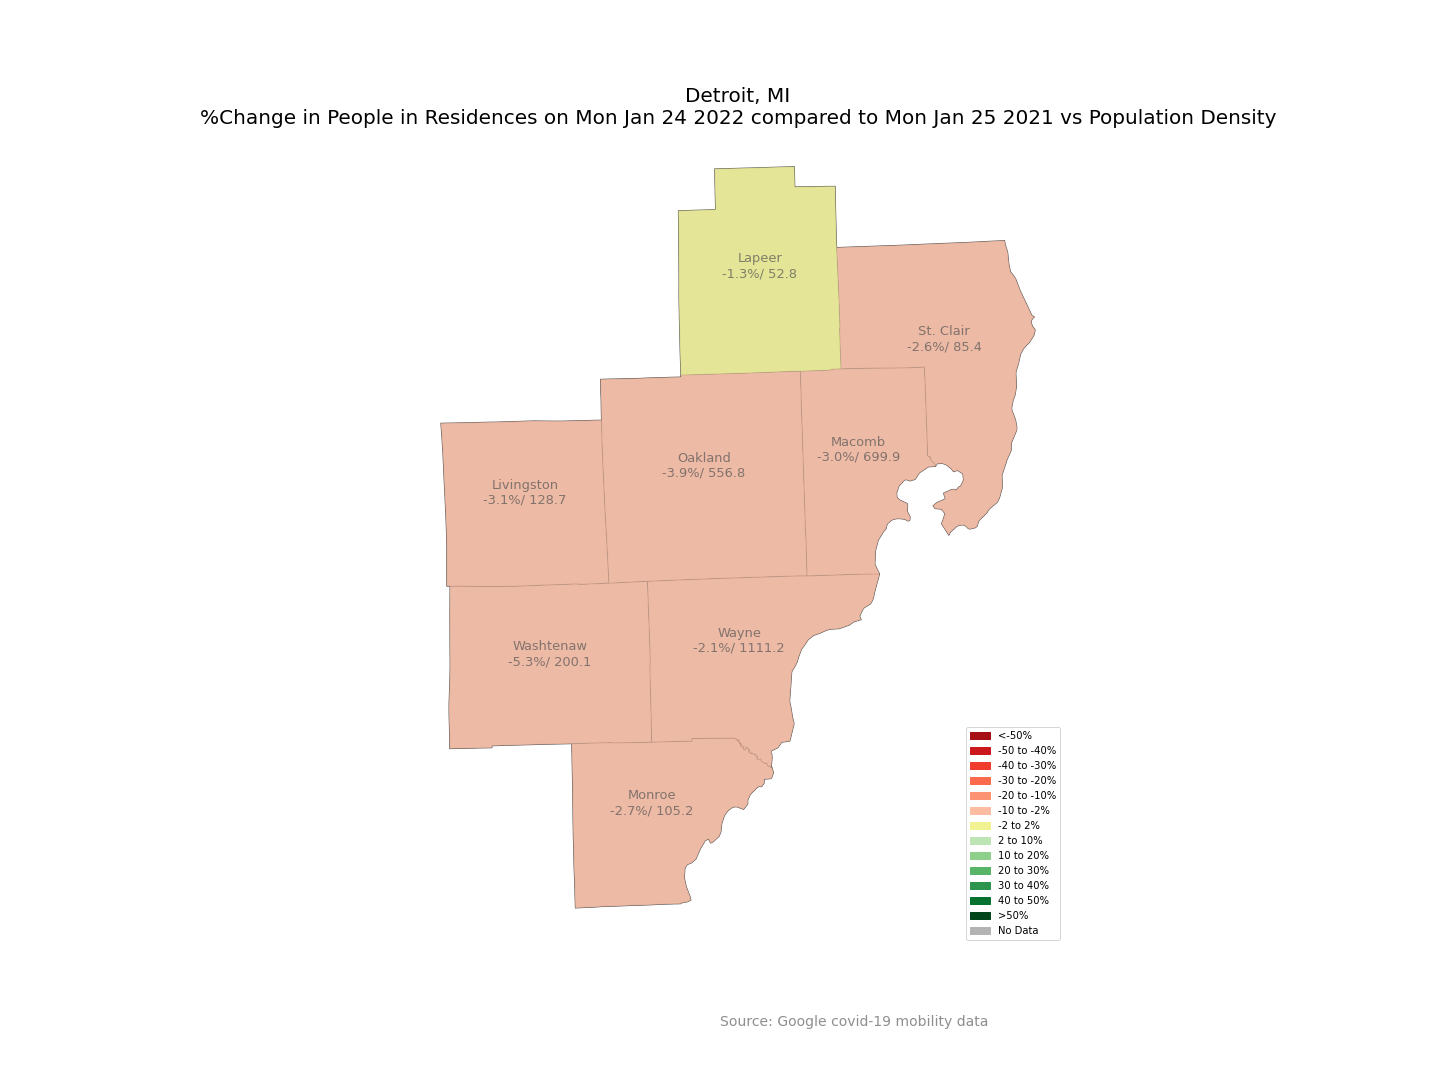 Detroit, MI
%Change in People in Residences on Mon Jan 24 2022 compared to Mon Jan 25 2021 vs Population Density
Lapeer
-1.3%/ 52.8
St. Clair
-2.6%/ 85.4
Macomb
-3.0%/ 699.9
Oakland
-3.9%/ 556.8
Livingston
-3.1%/ 128.7
Wayne
-2.1%/ 1111.2
Washtenaw
-5.3%/ 200.1
Monroe
-2.7%/ 105.2
<-50%
-50 to -40%
-40 to -30%
-30 to -20%
-20 to -10%
-10 to -2%
-2 to 2%
2 to 10%
10 to 20%
20 to 30%
30 to 40%
40 to 50%
>50%
No Data
Source: Google covid-19 mobility data